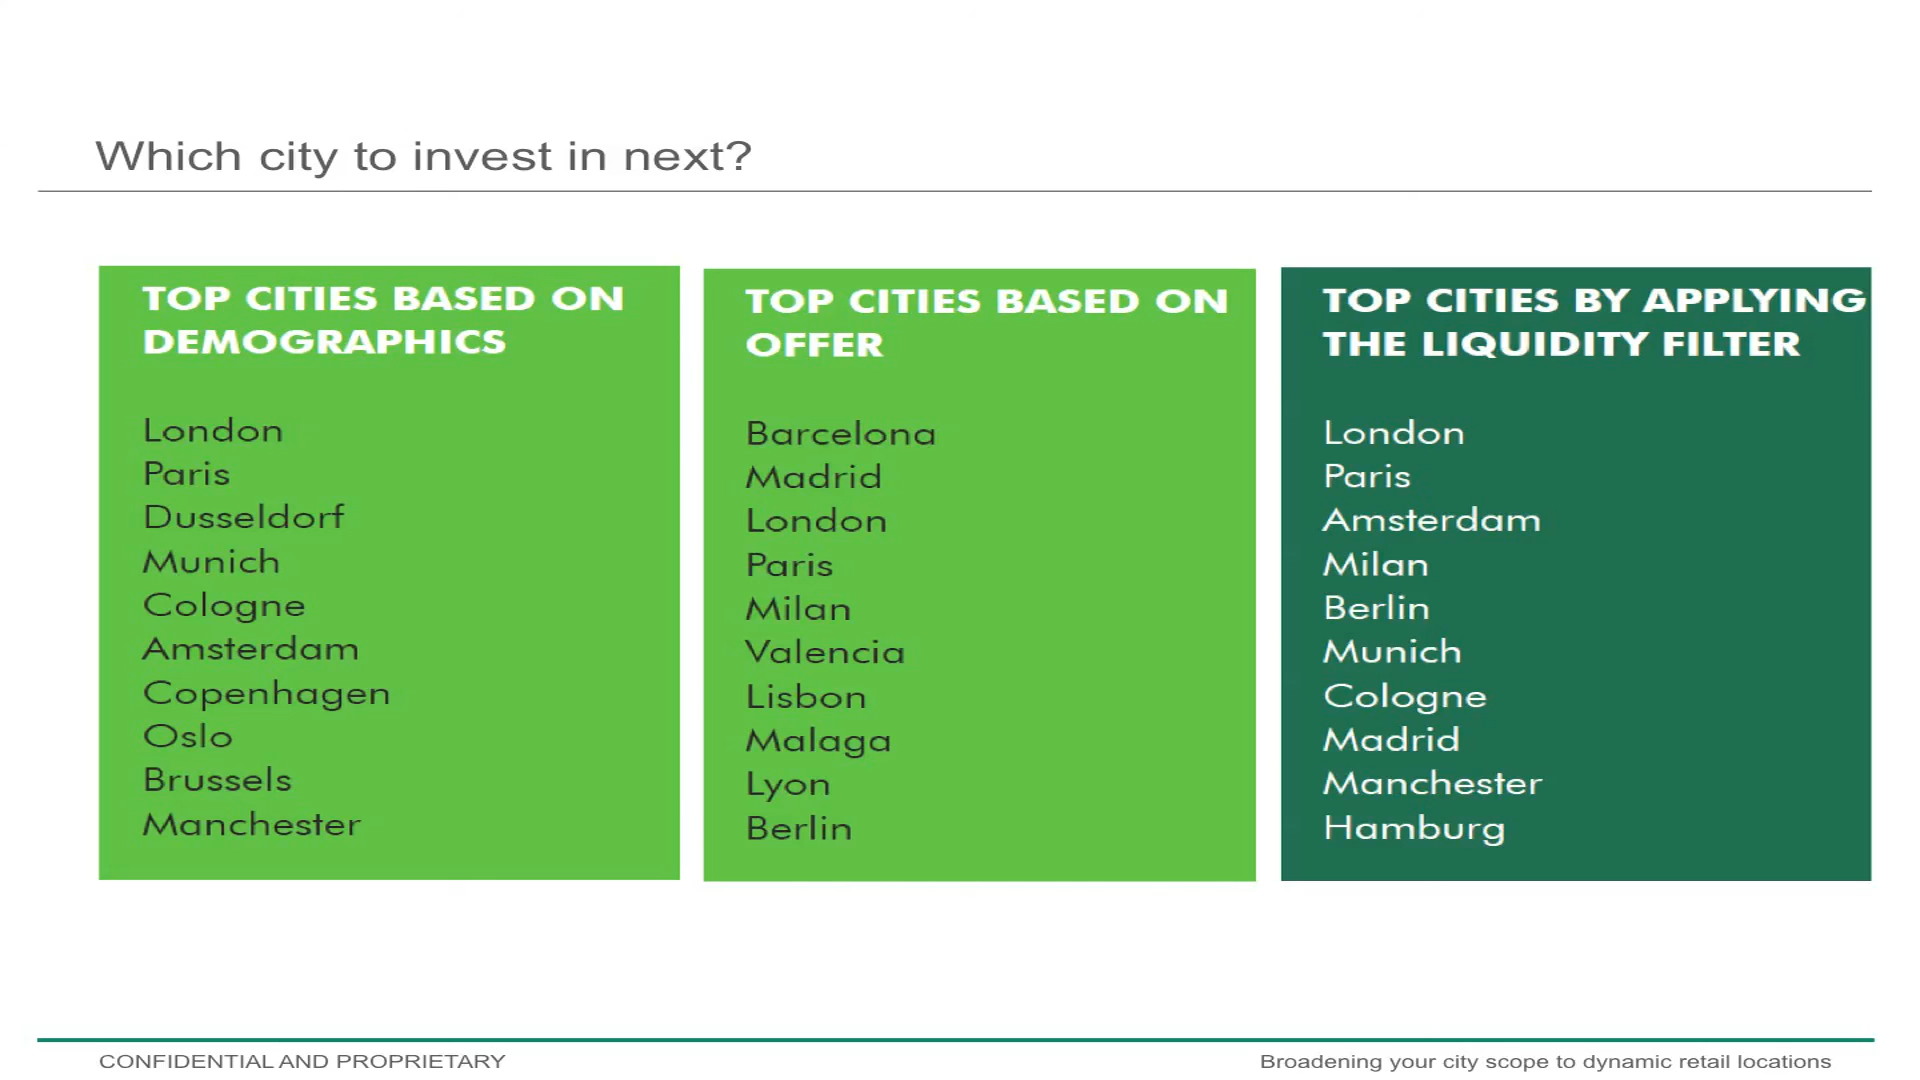 Which city to invest in next?
TOP CITIES BASED ON
DEMOGRAPHICS
London
Paris
Dusseldorf
Munich
Cologne
Amsterdam
Copenhagen
Oslo
Brussels
Manchester
TOP CITIES BASED ON
OFFER
Barcelona
Madrid
London
Paris
Milan
Valencia
Lisbon
Malaga
Lyon
Berlin
TOP CITIES BY APPLYING
THE LIQUIDITY FILTER
London
Paris
Amsterdam
Milan
Berlin
Munich
Cologne
Madrid
Manchester
Hamburg
CONFIDENTIAL AND PROPRIETARY
Broadening your city scope to dynamic retail locations